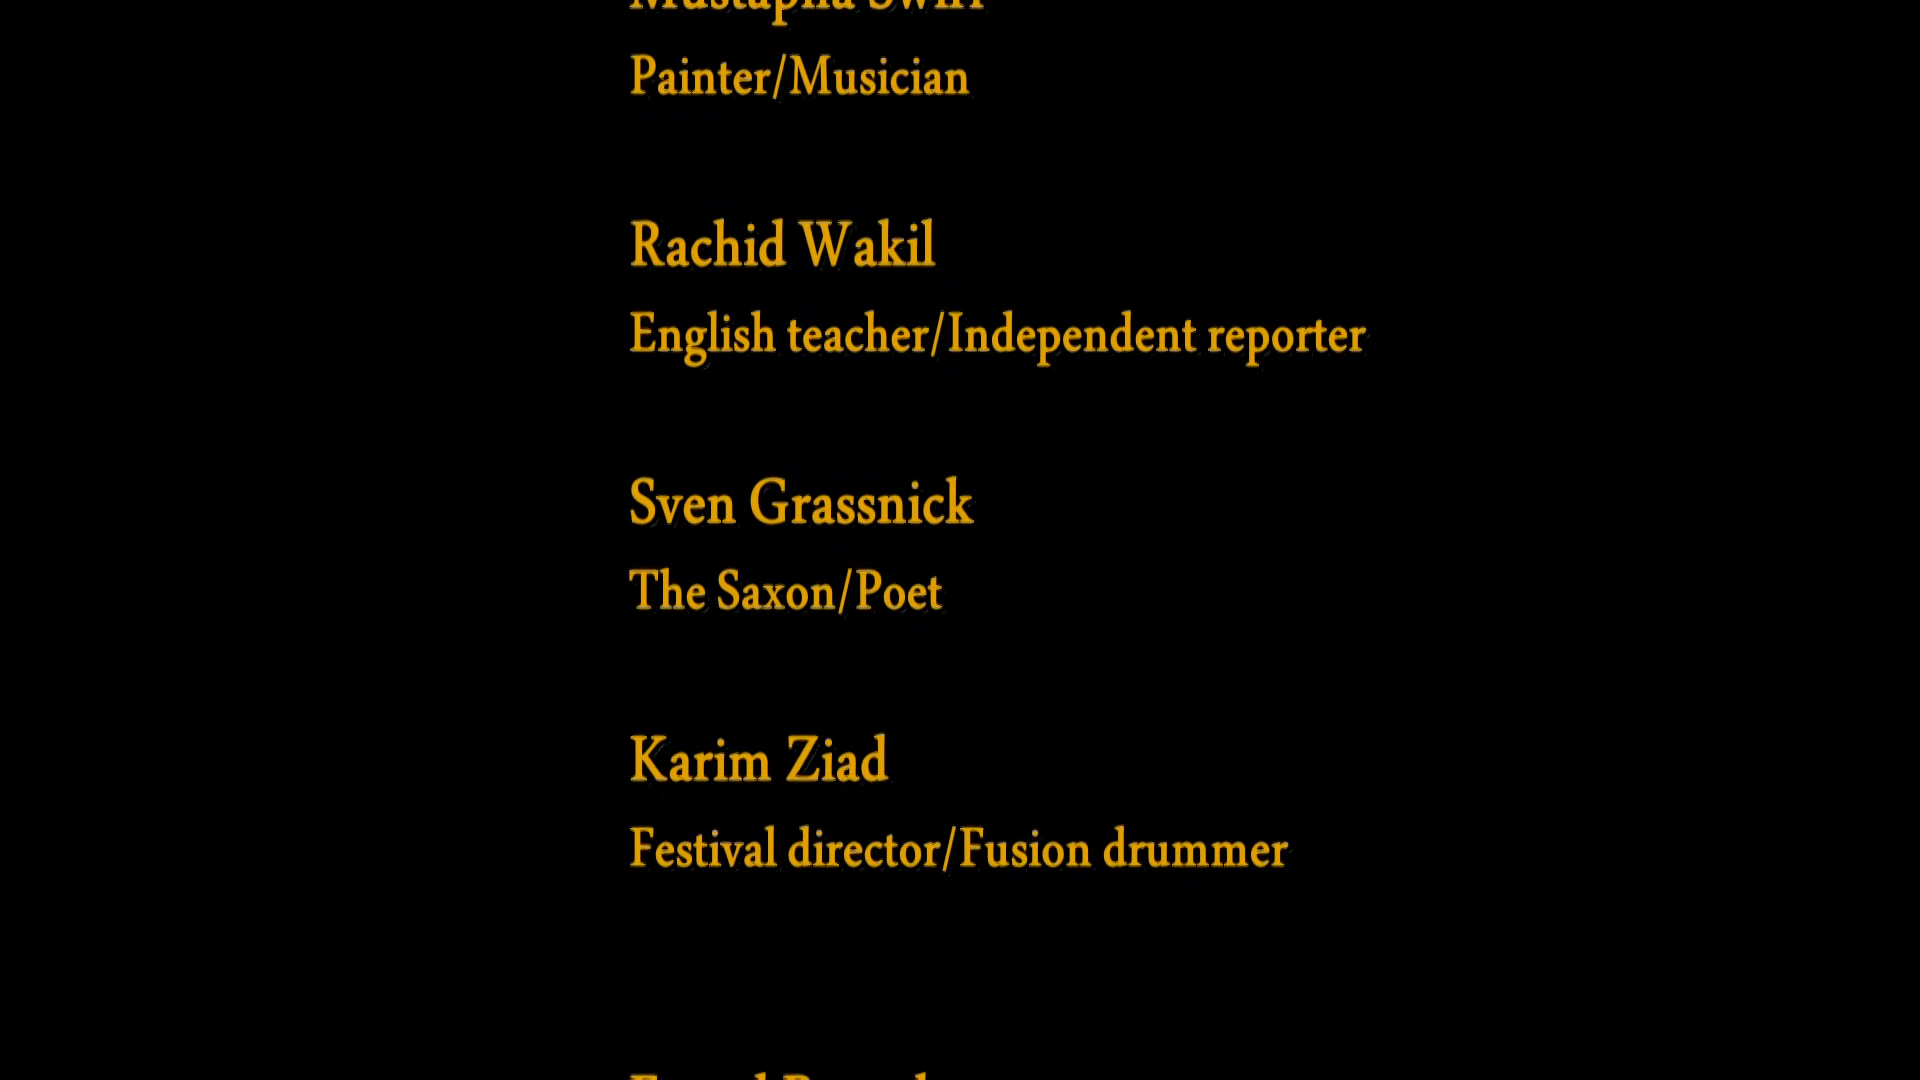 Mustapha
Painter/Musician
Rachid Wakil
English teacher/Independent reporter
Sven Grassnick
The Saxon/Poet
Karim Ziad
Festival director/Fusion drummer